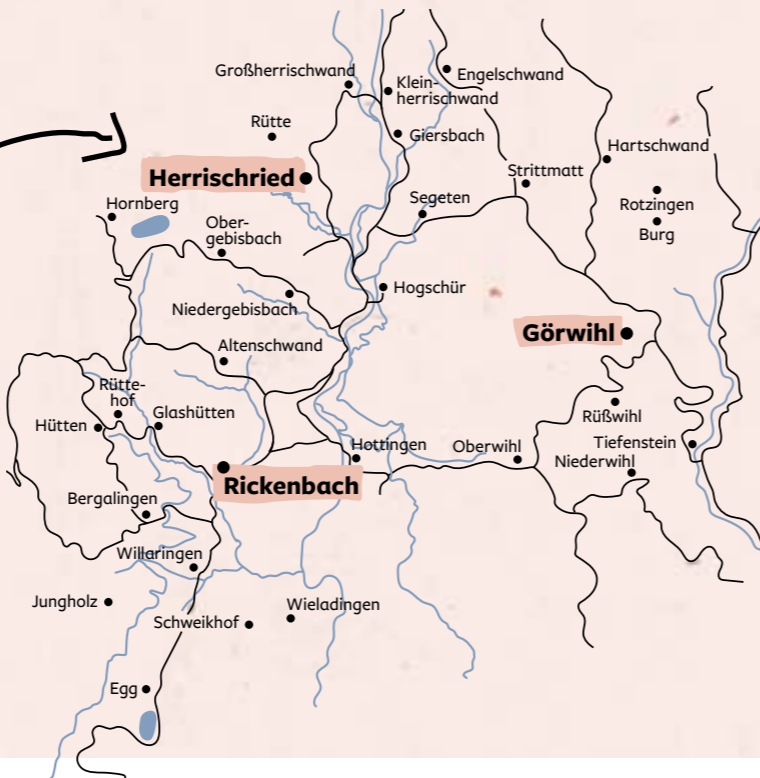 Großherrischwand
Klein-
herrischwand
Engelschwand
Rütte
Giersbach
Hartschwand
Herrischried
Strittmatt
Rotzingen
Hornberg
Segeten
Burg
Ober-
gebisbach
Hogschür
Niedergebisbach
Görwihl
Altenschwand
Rütte-
hof
Glashütten
Rüßwihl
Hütten
Hottingen
Oberwihl
Tiefenstein
Niederwihl
Rickenbach
Bergalingen
Willaringen
Jungholz
Wieladingen
Schweikhof
Egg